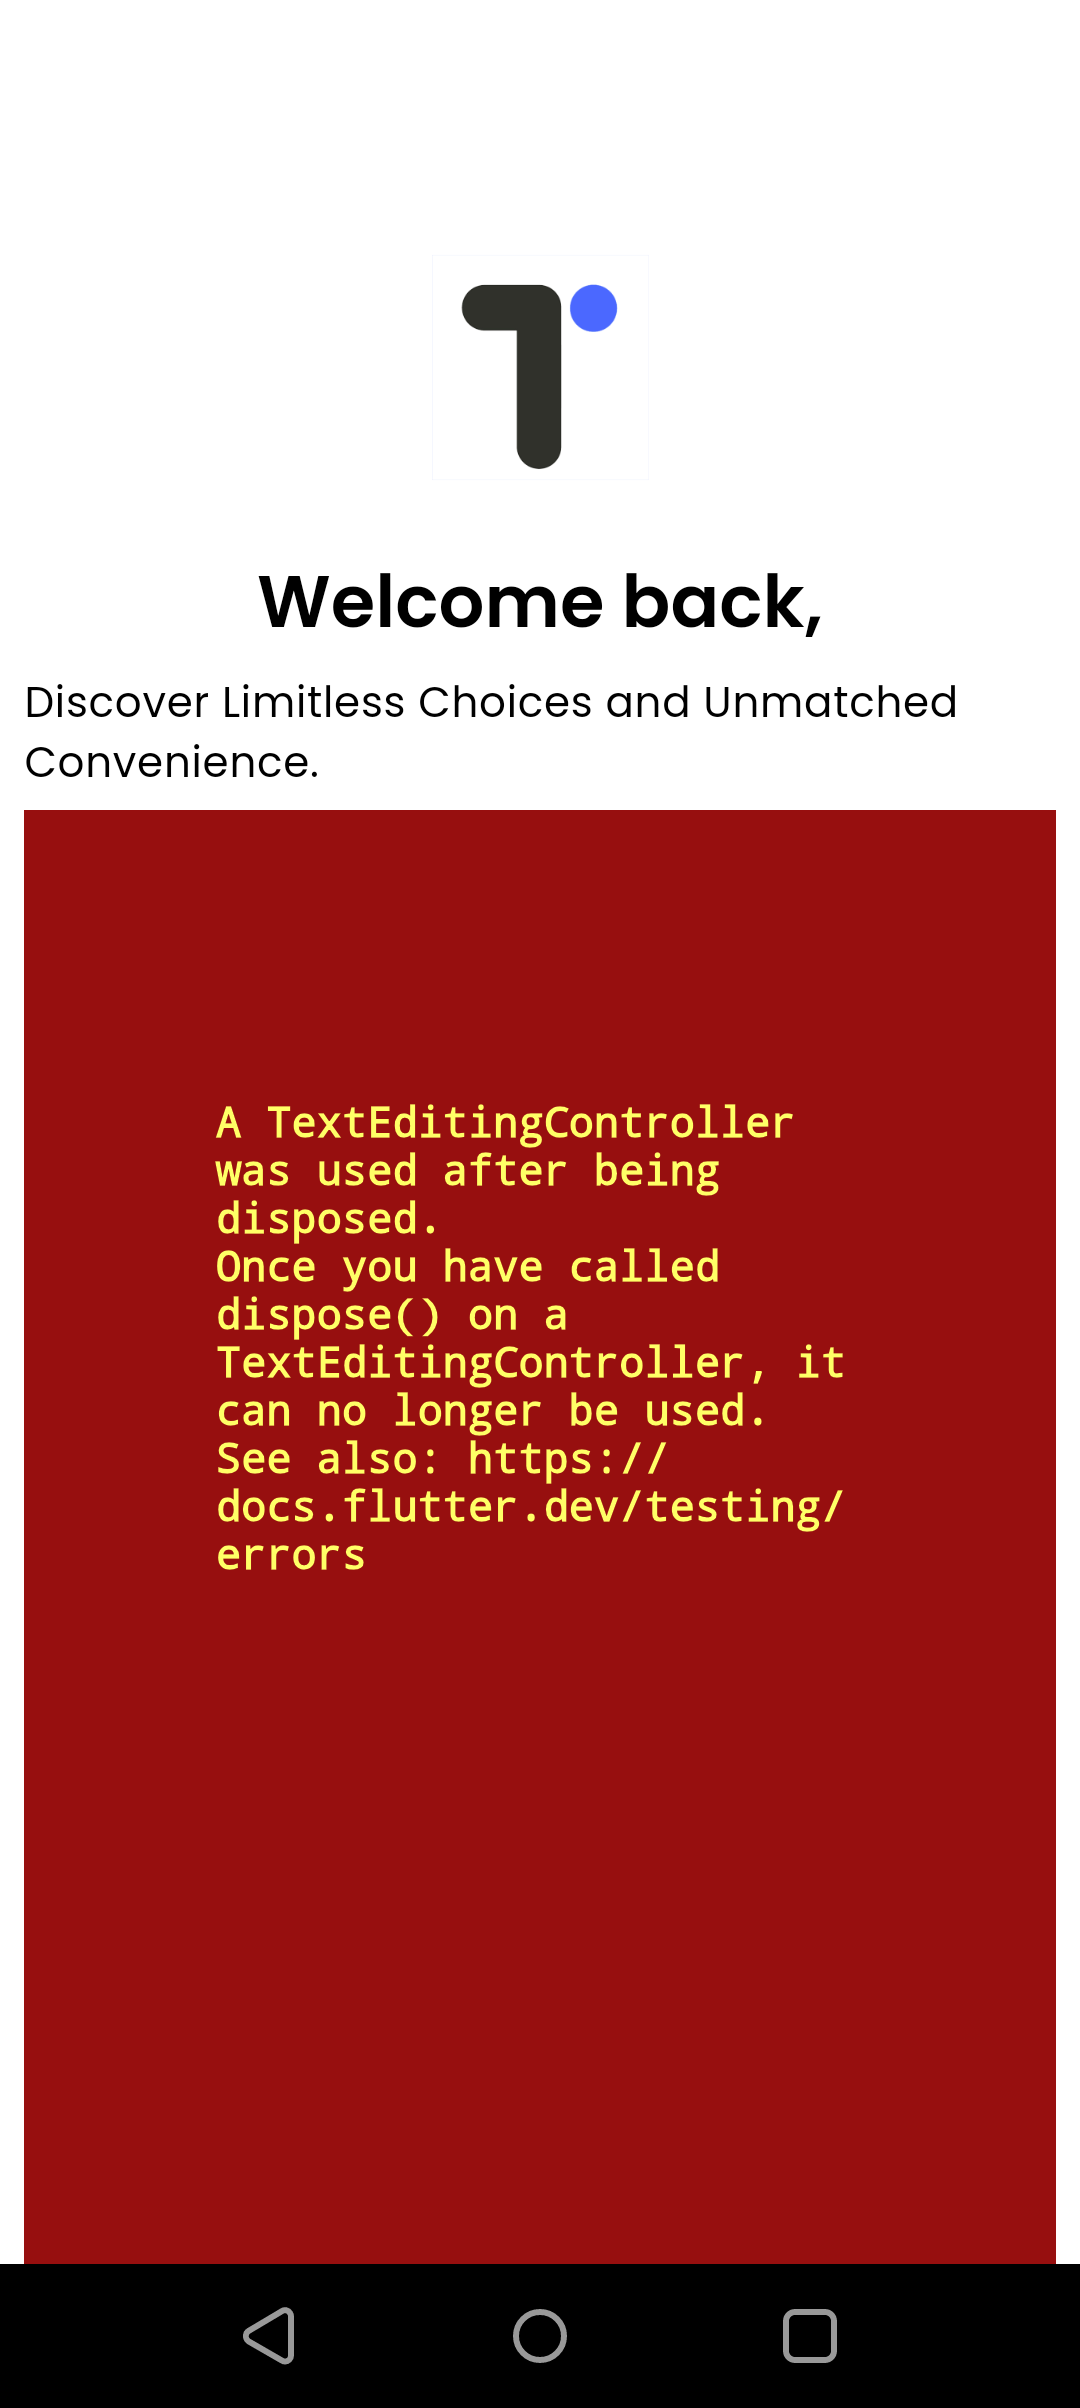 Welcome back,
Discover Limitless Choices and Unmatched
Convenience.
A TextEditingController
was used after being
disposed.
Once you have called
dispose() on a
TextEditingController, it
can no longer be used.
See also: https://
docs.flutter.dev/testing/
errors